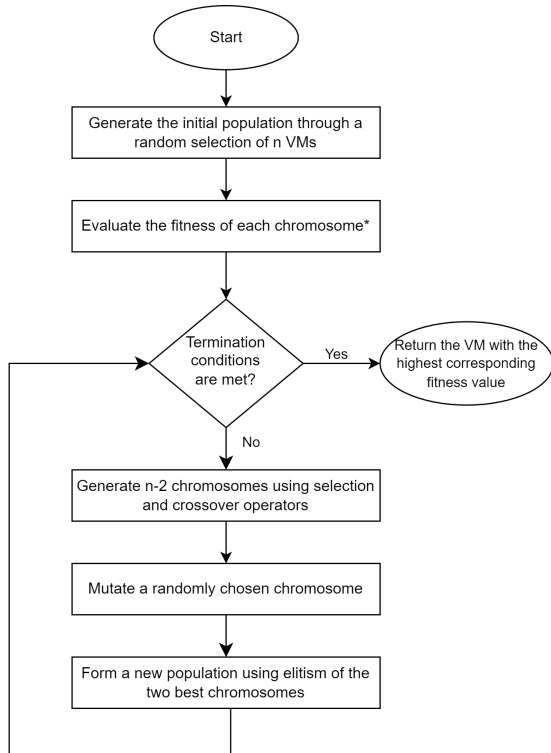 Start
Generate the initial population through a
random selection of n VMs
Evaluate the fitness of each chromosome*
Termination
conditions
are met?
Yes
Return the VM with the
highest corresponding
fitness value
No
Generate n-2 chromosomes using selection
and crossover operators
Mutate a randomly chosen chromosome
Form a new population using elitism of the
two best chromosomes